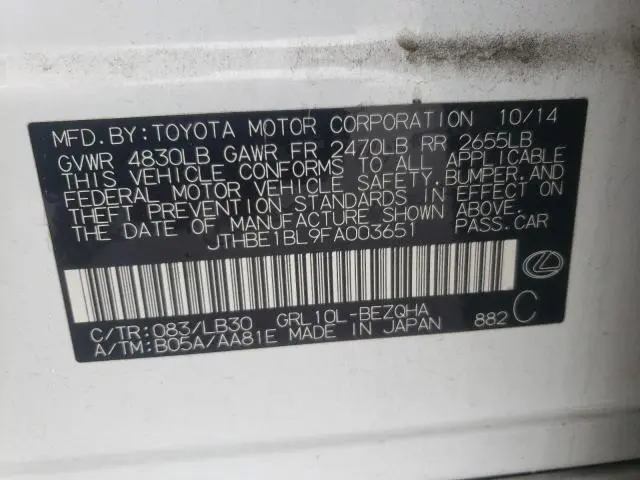 MFD.BY:TOYOTA MOTOR CORPORATION 10/14
GVWR 4830LB GAWR FR 2470LB RR 2655LB
THIS VEHICLE CONFORMS TO ALL APPLICABLE
FEDERAL MOTOR VEHICLE SAFETY,BUMPER,AND
THEFT PREVENTION STANDARDS IN EFFECT ON
THE DATE OF MANUFACTURE SHOWN ABOVE.
JTHBE1BL9FA003651 PASS.CAR
C/TR:083/LB30 GRL10L-BEZQHA
A/TM:B05A/AA81E MADE IN JAPAN 882 C